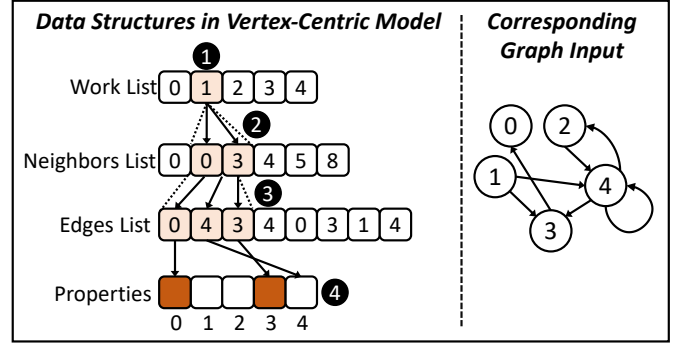 Data Structures in Vertex-Centric Model
1
Work List 0 1 2 3 4
2
Neighbors List 0 0 3 4 5 8
3
Edges List 0 4 3 4 0 3 1 4
Properties 4
0 1 2 3 4
Corresponding
Graph Input
0 2
1 4
3